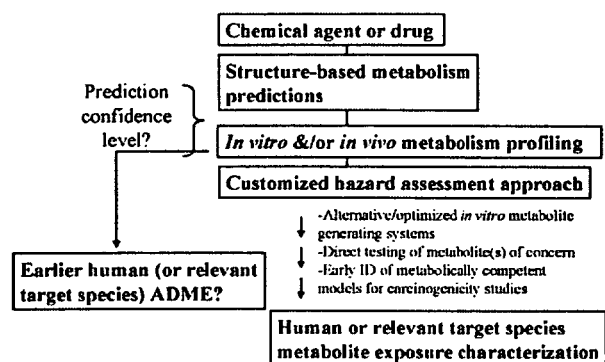 Chemical agent or drug
Structure-based metabolism
predictions
Prediction
confidence
level?
In vitro &/or in vivo metabolism profiling
Customized hazard assessment approach
-Alternative/optimized in vitro metabolite
generating systems
-Direct testing of metabolite(s) of concern
-Early ID of metabolically competent
models for carcinogenicity studies
Earlier human (or relevant
target species) ADME?
Human or relevant target species
metabolite exposure characterization